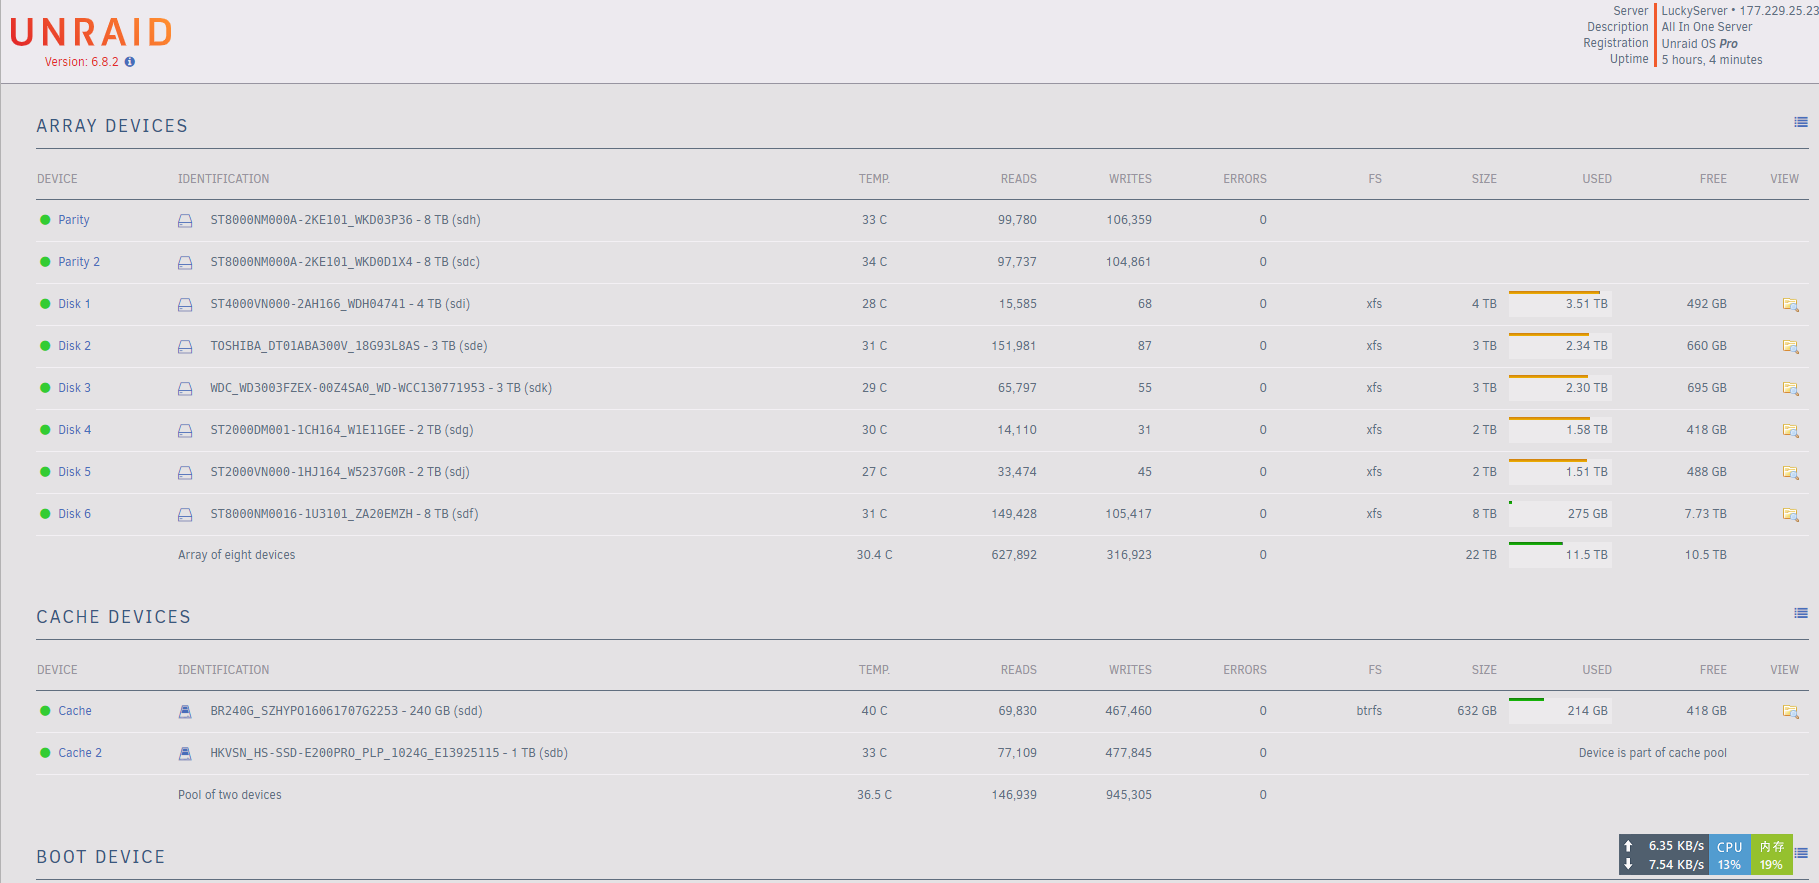 UNRAID
Version: 6.8.2
Server LuckyServer • 177.229.25.23
Description All In One Server
Registration Unraid OS Pro
Uptime 5 hours, 4 minutes
ARRAY DEVICES
DEVICE IDENTIFICATION TEMP. READS WRITES ERRORS FS SIZE USED FREE VIEW
Parity ST8000NM000A-2KE101_WKD03P36 - 8 TB (sdh) 33 C 99,780 106,359 0
Parity 2 ST8000NM000A-2KE101_WKD0D1X4 - 8 TB (sdc) 34 C 97,737 104,861 0
Disk 1 ST4000VN000-2AH166_WDH04741 - 4 TB (sdi) 28 C 15,585 68 0 xfs 4 TB 3.51 TB 492 GB
Disk 2 TOSHIBA_DT01ABA300V_18G93L8AS - 3 TB (sde) 31 C 151,981 87 0 xfs 3 TB 2.34 TB 660 GB
Disk 3 WDC_WD3003FZEX-00Z4SA0_WD-WCC130771953 - 3 TB (sdk) 29 C 65,797 55 0 xfs 3 TB 2.30 TB 695 GB
Disk 4 ST2000DM001-1CH164_W1E11GEE - 2 TB (sdg) 30 C 14,110 31 0 xfs 2 TB 1.58 TB 418 GB
Disk 5 ST2000VN000-1HJ164_W5237G0R - 2 TB (sdj) 27 C 33,474 45 0 xfs 2 TB 1.51 TB 488 GB
Disk 6 ST8000NM0016-1U3101_ZA20EMZH - 8 TB (sdf) 31 C 149,428 105,417 0 xfs 8 TB 275 GB 7.73 TB
Array of eight devices 30.4 C 627,892 316,923 0 22 TB 11.5 TB 10.5 TB
CACHE DEVICES
DEVICE IDENTIFICATION TEMP. READS WRITES ERRORS FS SIZE USED FREE VIEW
Cache BR240G_SZHYP016061707G2253 - 240 GB (sdd) 40 C 69,830 467,460 0 btrfs 632 GB 214 GB 418 GB
Cache 2 HKVSN_HS-SSD-E200PRO_PLP_1024G_E13925115 - 1 TB (sdb) 33 C 77,109 477,845 0 Device is part of cache pool
Pool of two devices 36.5 C 146,939 945,305 0
BOOT DEVICE
6.35 KB/s CPU 内存
7.54 KB/s 13% 19%